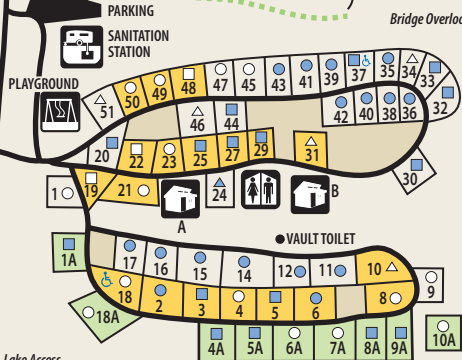 PARKING
Bridge Overloo
SANITATION
STATION
PLAYGROUND
51
50
49
48
47
45
43
41
39
37
35
34
33
32
46
44
42
40
38
36
20
22
23
25
27
29
31
30
1
19
21
A
24
B
VAULT TOILET
1A
17
16
15
14
12
11
10
9
18
2
3
4
5
6
8
18A
4A
5A
6A
7A
8A
9A
10A
Lake Access